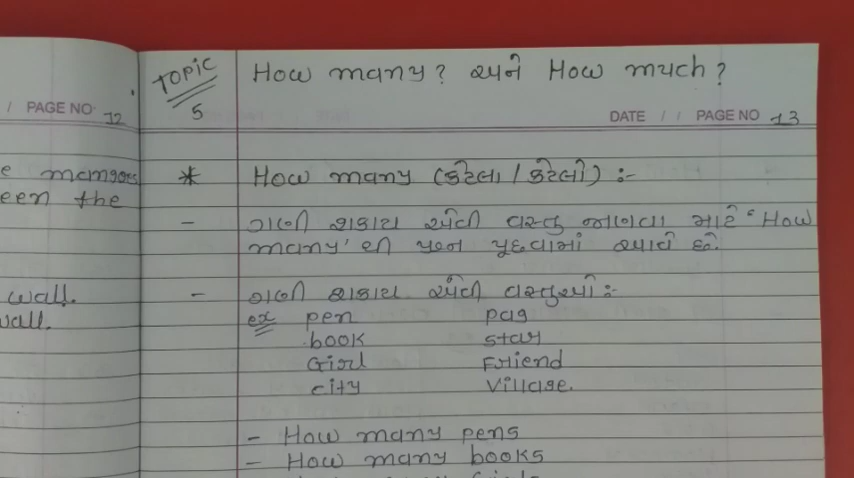 TOPIC 5
How many? અને How much?
/ PAGE NO 12
DATE / / PAGE NO 13
e mangoes
een the
* How many (કેટલા / કેટલી) :-
- ગણી શકાય એવી વસ્તુ જાણવા માટે 'How
many' થી પ્રશ્ન પૂછવામાં આવે છે.
wall.
wall.
- ગણી શકાય એવી વસ્તુઓ :-
ex pen pag
book star
Girl Friend
city Village.
- How many pens
- How many books